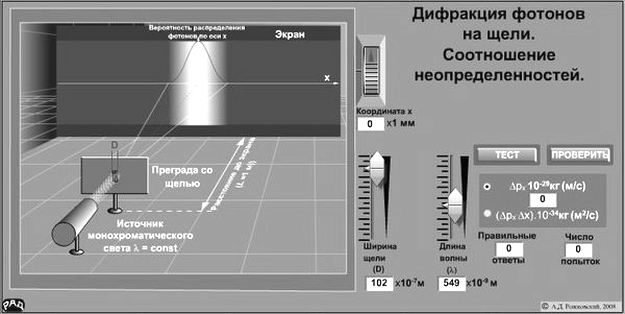 Дифракция фотонов
на щели.
Соотношение
неопределенностей.
Вероятность распределения
фотонов по оси x
Экран
x
Координата x
0 x1 мм
D
Преграда со
щелью
Расстояние до экрана
(L =1 м)
Источник
монохроматического
света λ = const
Ширина
щели
(D)
102 x10⁻⁷м
Длина
волны
(λ)
549 x10⁻⁹ м
ТЕСТ
ПРОВЕРИТЬ
Δpₓ 10⁻²⁹кг (м/с)
0
(Δpₓ Δx).10⁻³⁴кг (м²/с)
Правильные
0
ответы
Число
0
попыток
РАД
© А.Д. Ромковский, 2008